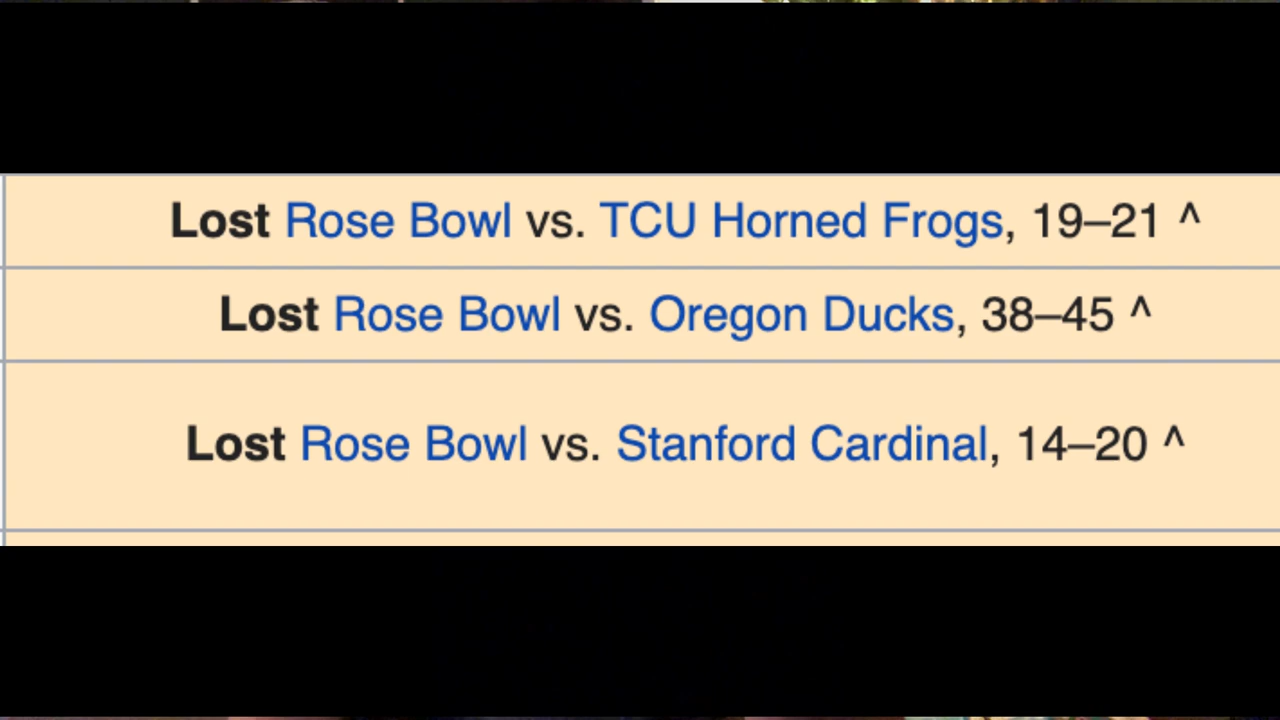 Lost Rose Bowl vs. TCU Horned Frogs, 19–21 ^
Lost Rose Bowl vs. Oregon Ducks, 38–45 ^
Lost Rose Bowl vs. Stanford Cardinal, 14–20 ^